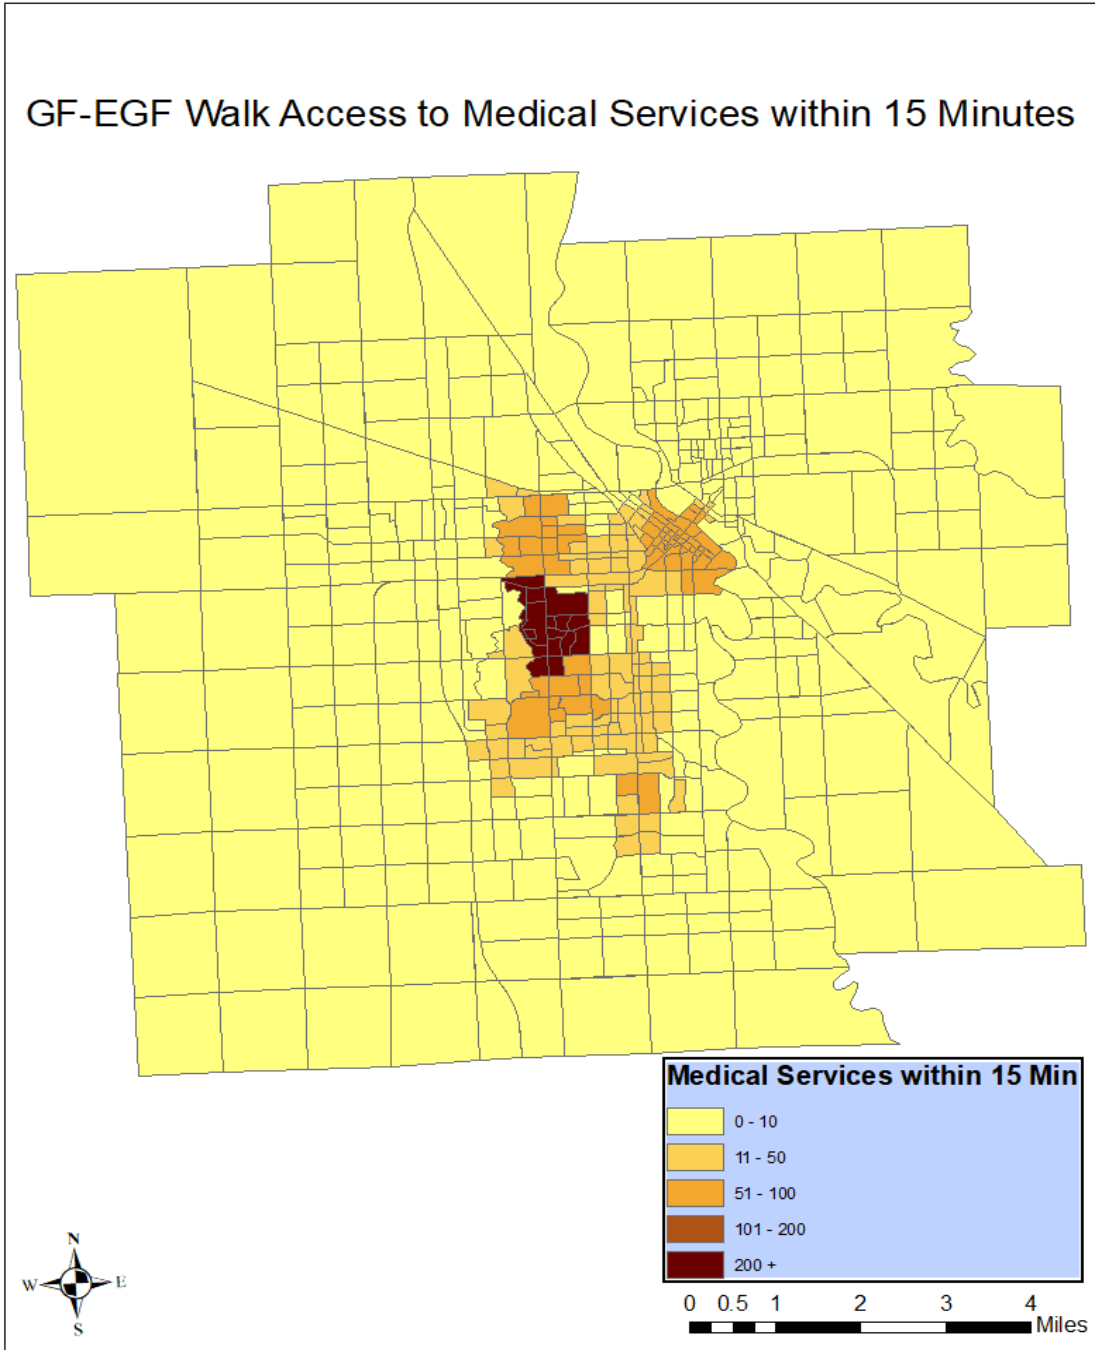 GF-EGF Walk Access to Medical Services within 15 Minutes
Medical Services within 15 Min
0 - 10
11 - 50
51 - 100
101 - 200
200 +
N
W E
S
0 0.5 1 2 3 4
Miles